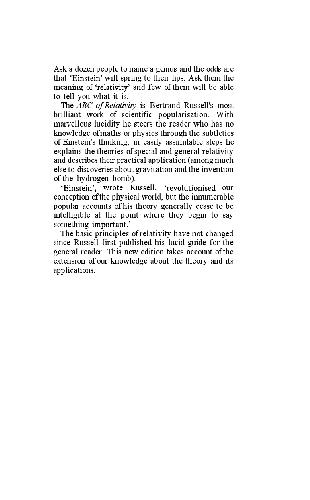 Ask a dozen people to name a genius and the odds are
that 'Einstein' will spring to their lips. Ask them the
meaning of 'relativity' and few of them will be able
to tell you what it is.
The ABC of Relativity is Bertrand Russell's most
brilliant work of scientific popularisation. With
marvellous lucidity he steers the reader who has no
knowledge of maths or physics through the subtleties
of Einstein's thinking. In easily assimilable steps he
explains the theories of special and general relativity
and describes their practical application (among much
else to discoveries about gravitation and the invention
of the hydrogen bomb).
'Einstein', wrote Russell, 'revolutionised our
conception of the physical world, but the innumerable
popular accounts of his theory generally cease to be
intelligible at the point where they begin to say
something important.'
The basic principles of relativity have not changed
since Russell first published his lucid guide for the
general reader. This new edition takes account of the
extension of our knowledge about the theory and its
applications.